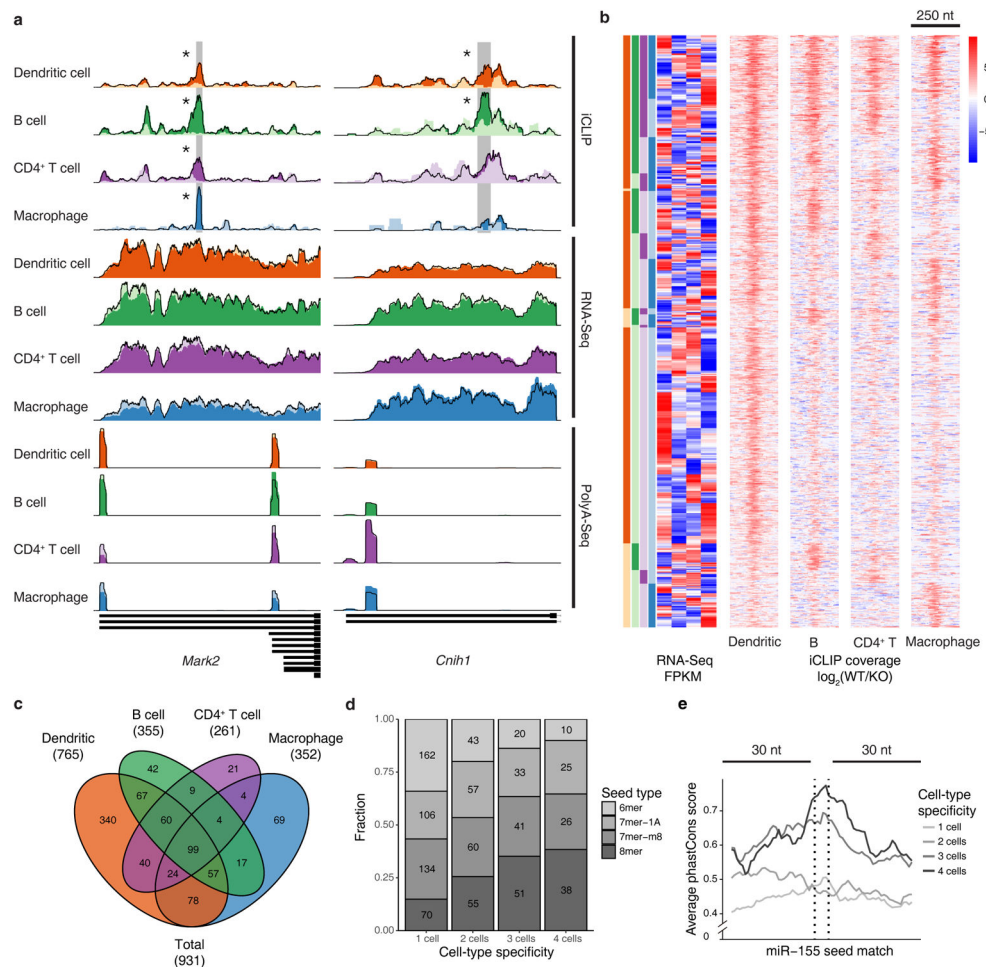 a
Dendritic cell
*
*
B cell
*
*
CD4⁺ T cell
*
Macrophage
*
iCLIP
Dendritic cell
B cell
CD4⁺ T cell
Macrophage
RNA-Seq
Dendritic cell
B cell
CD4⁺ T cell
Macrophage
PolyA-Seq
Mark2
Cnih1
b
250 nt
5
0
−5
Dendritic
B
CD4⁺ T
Macrophage
RNA-Seq
FPKM
iCLIP coverage
log₂(WT/KO)
c
B cell
(355)
CD4⁺ T cell
(261)
Dendritic
(765)
Macrophage
(352)
42
21
67
9
4
340
60
4
69
99
40
17
24
57
78
Total
(931)
d
Fraction
1.00
0.75
0.50
0.25
0.00
162
106
134
70
43
57
60
55
20
33
41
51
10
25
26
38
1 cell
2 cells
3 cells
4 cells
Cell-type specificity
Seed type
6mer
7mer−1A
7mer−m8
8mer
e
30 nt
30 nt
Average phastCons score
0.7
0.6
0.5
0.4
0
miR−155 seed match
Cell-type
specificity
1 cell
2 cells
3 cells
4 cells